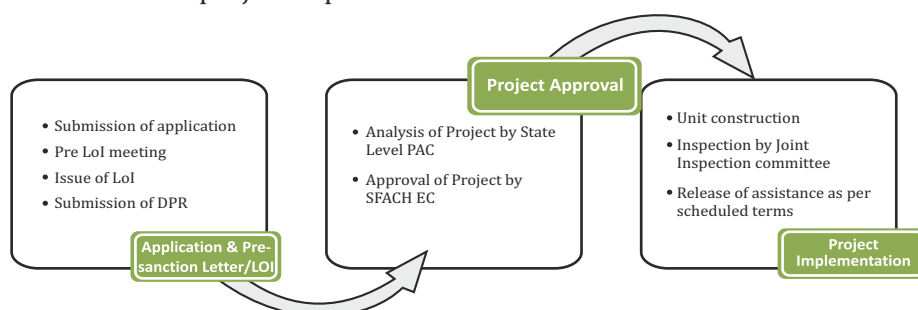 • Submission of application
• Pre LoI meeting
• Issue of LoI
• Submission of DPR
Application & Pre-
sanction Letter/LOI
Project Approval
• Analysis of Project by State
Level PAC
• Approval of Project by
SFACH EC
• Unit construction
• Inspection by Joint
Inspection committee
• Release of assistance as per
scheduled terms
Project
Implementation